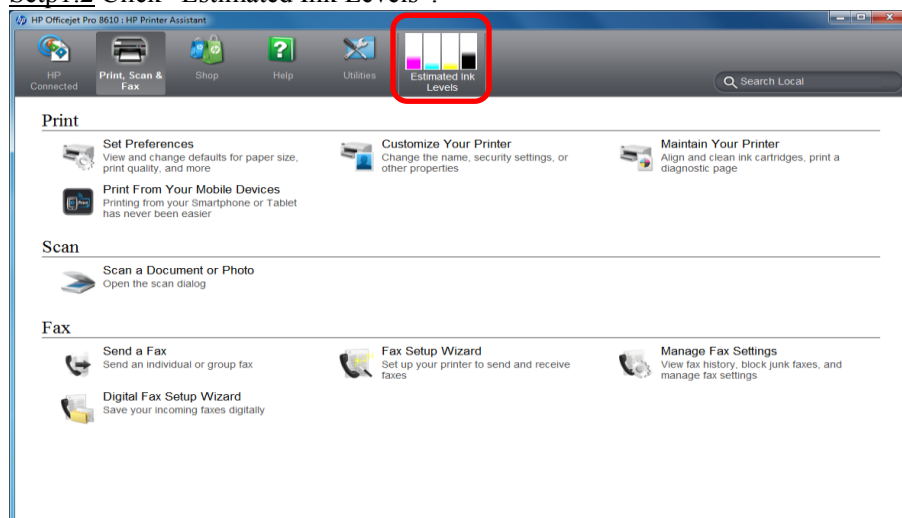 Setp1.2 Click "Estimated Ink Levels".
HP Officejet Pro 8610 : HP Printer Assistant
HP Connected
Print, Scan & Fax
Shop
Help
Utilities
Estimated Ink Levels
Search Local
Print
Set Preferences
View and change defaults for paper size,
print quality, and more
Customize Your Printer
Change the name, security settings, or
other properties
Maintain Your Printer
Align and clean ink cartridges, print a
diagnostic page
Print From Your Mobile Devices
Printing from your Smartphone or Tablet
has never been easier
Scan
Scan a Document or Photo
Open the scan dialog
Fax
Send a Fax
Send an individual or group fax
Fax Setup Wizard
Set up your printer to send and receive
faxes
Manage Fax Settings
View fax history, block junk faxes, and
manage fax settings
Digital Fax Setup Wizard
Save your incoming faxes digitally